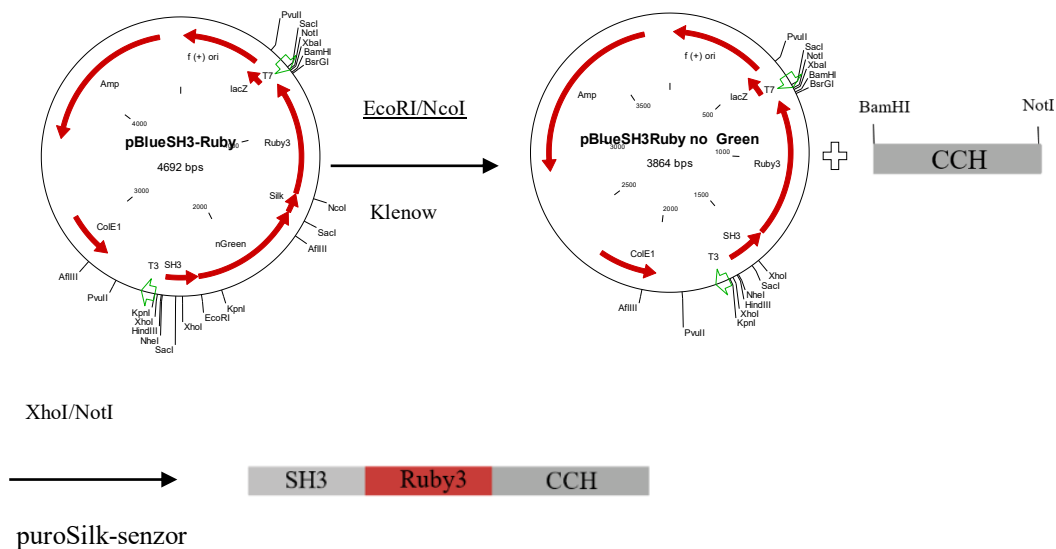 PvuII
SacI
NotI
XbaI
BamHI
BsrGI
f (+) ori
T7
lacZ
Amp
I
4000
pBlueSH3-Ruby
4692 bps
Ruby3
3000
2000
Silk
NcoI
SacI
AflIII
nGreen
ColE1
T3
SH3
AflIII
PvuII
KpnI
XhoI
HindIII
NheI
SacI
XhoI
EcoRI
KpnI
EcoRI/NcoI
Klenow
PvuII
SacI
NotI
XbaI
BamHI
BsrGI
f (+) ori
T7
lacZ
Amp
I
3500
500
pBlueSH3Ruby no Green
3864 bps
3000
1000
Ruby3
2500
1500
2000
SH3
T3
ColE1
XhoI
SacI
NheI
HindIII
XhoI
KpnI
AflIII
PvuII
BamHI
NotI
CCH
XhoI/NotI
SH3
Ruby3
CCH
puroSilk-senzor